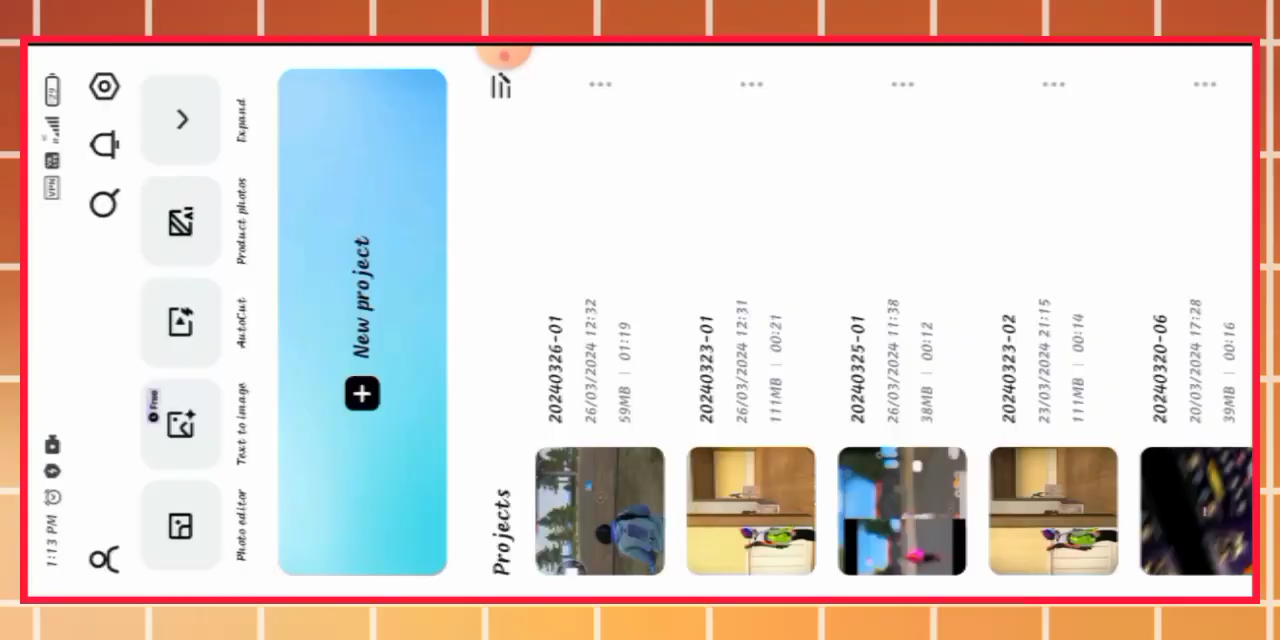 1:13 PM
VPN
29
Free
Photo editor
Text to image
AutoCut
Product photos
Expand
New project
Projects
20240326-01
26/03/2024 12:32
59MB | 01:19
20240323-01
26/03/2024 12:31
111MB | 00:21
20240325-01
26/03/2024 11:38
38MB | 00:12
20240323-02
23/03/2024 21:15
111MB | 00:14
20240320-06
20/03/2024 17:28
39MB | 00:16